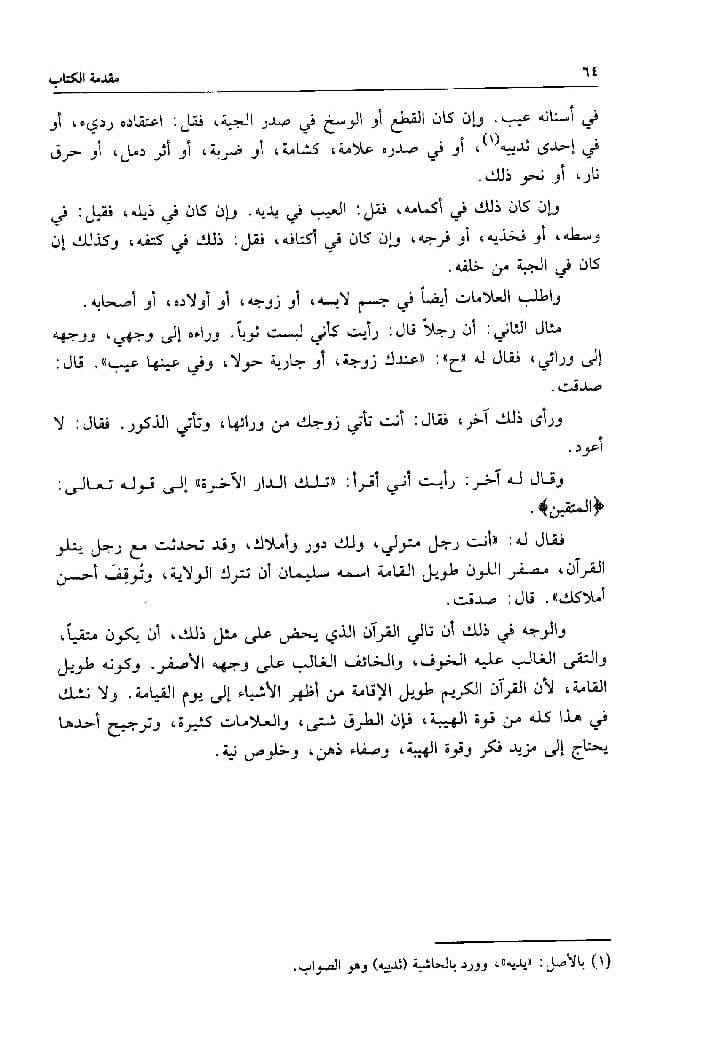 ٦٤
مقدمة الكتاب
في أسنانه عيب. وإن كان القطع أو الوسخ في صدر الجبة، فقل: اعتقاده رديء، أو
في إحدى ثدييه(١)، أو في صدره علامة، كشامة، أو ضربة، أو أثر دمل، أو حرق
نار، أو نحو ذلك.
وإن كان ذلك في أكمامه، فقل: العيب في يديه. وإن كان في ذيله، فقيل: في
وسطه، أو فخذيه، أو فرجه، وإن كان في أكتافه، فقل: ذلك في كتفه، وكذلك إن
كان في الجبة من خلفه.
واطلب العلامات أيضاً في جسم لابسه، أو زوجه، أو أولاده، أو أصحابه.
مثال الثاني: أن رجلاً قال: رأيت كأني لبست ثوباً. وراءه إلى وجهي، ووجهه
إلى ورائي، فقال له «ح»: «عندك زوجة، أو جارية حولا، وفي عينها عيب». قال:
صدقت.
ورأى ذلك آخر، فقال: أنت تأتي زوجك من ورائها، وتأتي الذكور. فقال: لا
أعود.
وقال له آخر: رأيت أني أقرأ: «تلك الدار الآخرة» إلى قوله تعالى:
﴿المتقين﴾.
فقال له: «أنت رجل متولي، ولك دور وأملاك، وقد تحدثت مع رجل يتلو
القرآن، مصفر اللون طويل القامة اسمه سليمان أن تترك الولاية، وتُوقِفَ أحسن
أملاكك». قال: صدقت.
والوجه في ذلك أن تالي القرآن الذي يحض على مثل ذلك، أن يكون متقياً،
والتقى الغالب عليه الخوف، والخائف الغالب على وجهه الأصفر. وكونه طويل
القامة، لأن القرآن الكريم طويل الإقامة من أظهر الأشياء إلى يوم القيامة. ولا نشك
في هذا كله من قوة الهيبة، فإن الطرق شتى، والعلامات كثيرة، وترجيح أحدها
يحتاج إلى مزيد فكر وقوة الهيبة، وصفاء ذهن، وخلوص نية.
(١) بالأصل: «يديه»، وورد بالحاشية (ثدييه) وهو الصواب.